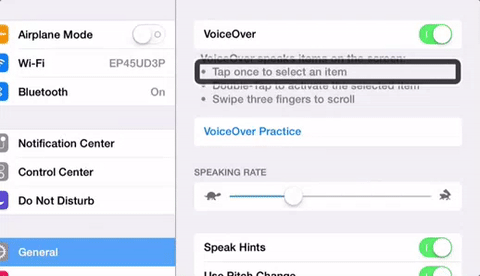 Airplane Mode
Wi-Fi EP45UD3P
Bluetooth On
Notification Center
Control Center
Do Not Disturb
General
VoiceOver
VoiceOver speaks items on the screen:
• Tap once to select an item
• Double-Tap to activate the selected item
• Swipe three fingers to scroll
VoiceOver Practice
SPEAKING RATE
Speak Hints
Use Pitch Change